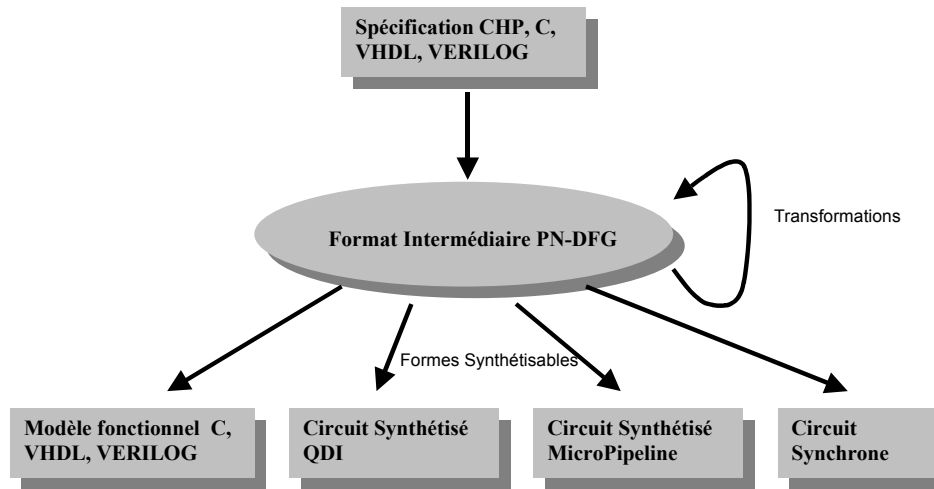 Spécification CHP, C,
VHDL, VERILOG
Transformations
Format Intermédiaire PN-DFG
Formes Synthétisables
Modèle fonctionnel C,
VHDL, VERILOG
Circuit Synthétisé
QDI
Circuit Synthétisé
MicroPipeline
Circuit
Synchrone